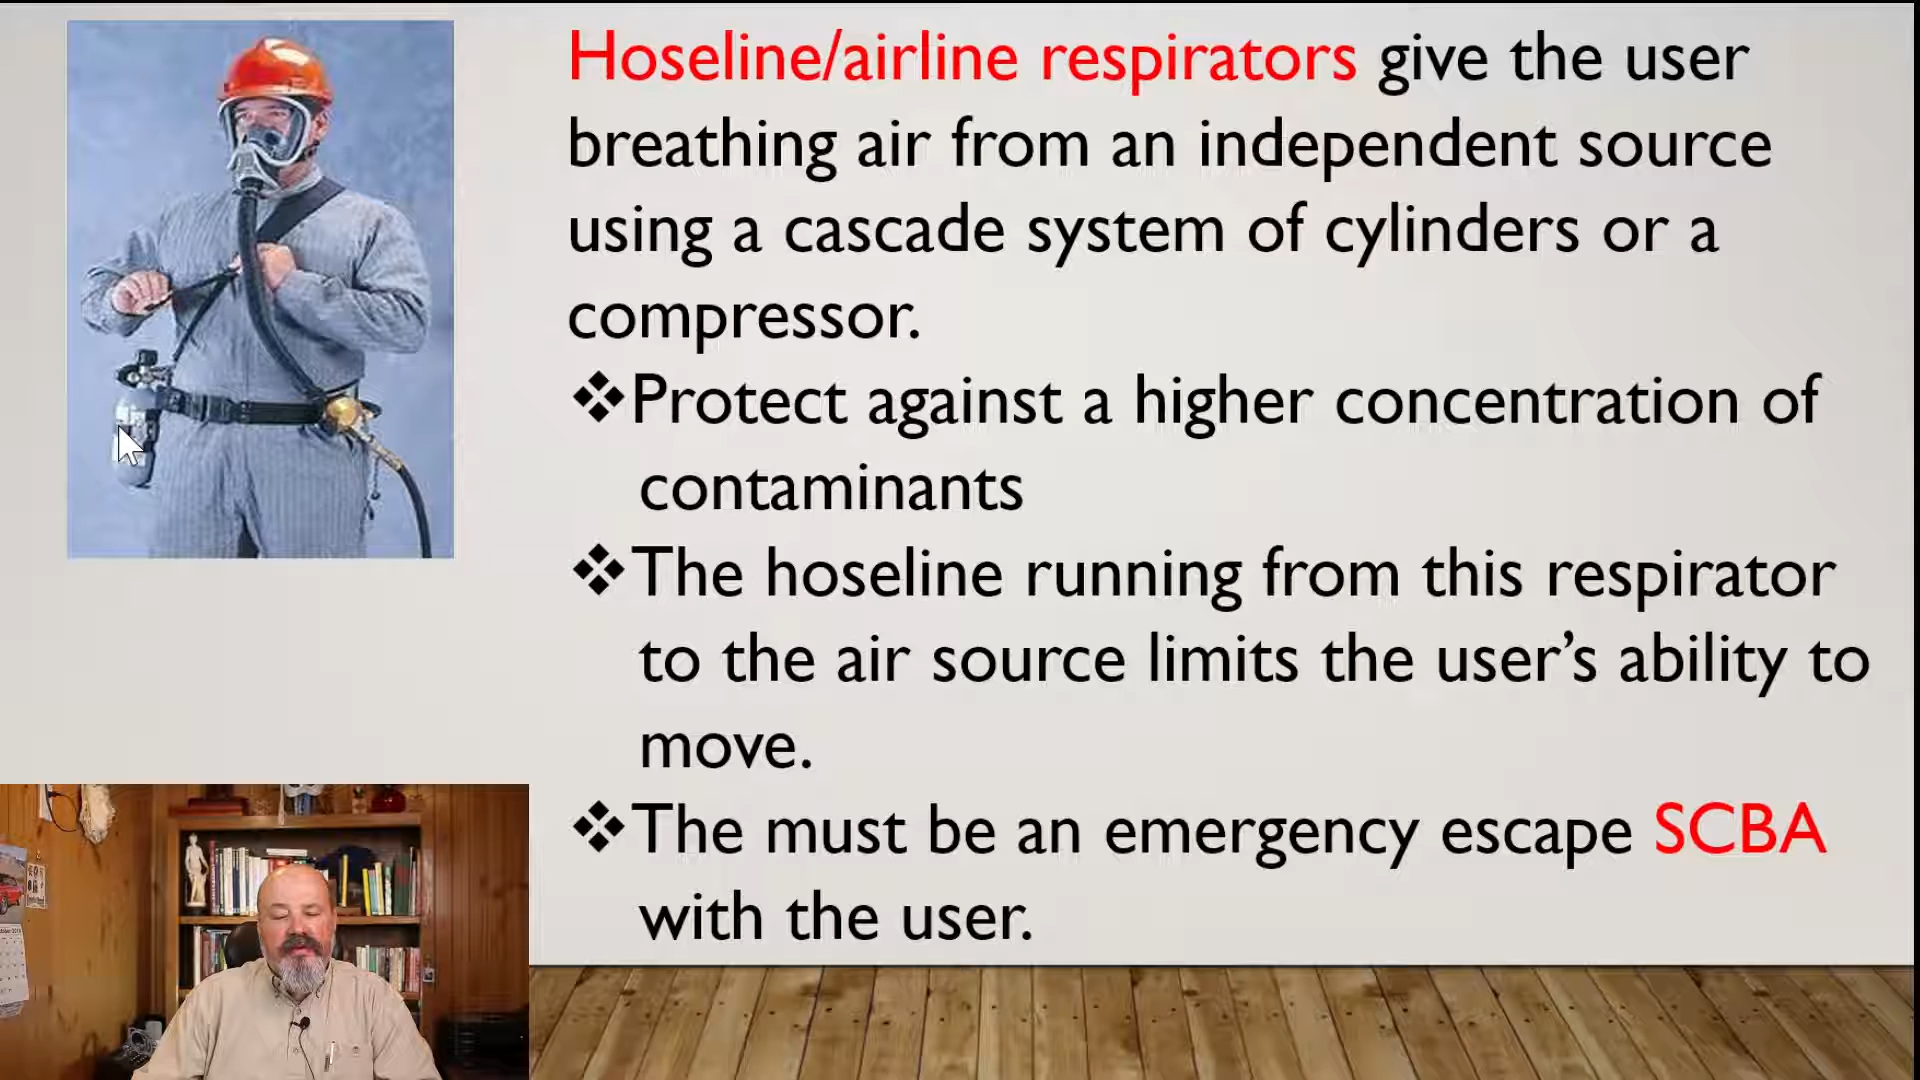 Hoseline/airline respirators give the user
breathing air from an independent source
using a cascade system of cylinders or a
compressor.
❖Protect against a higher concentration of
contaminants
❖The hoseline running from this respirator
to the air source limits the user’s ability to
move.
❖The must be an emergency escape SCBA
with the user.